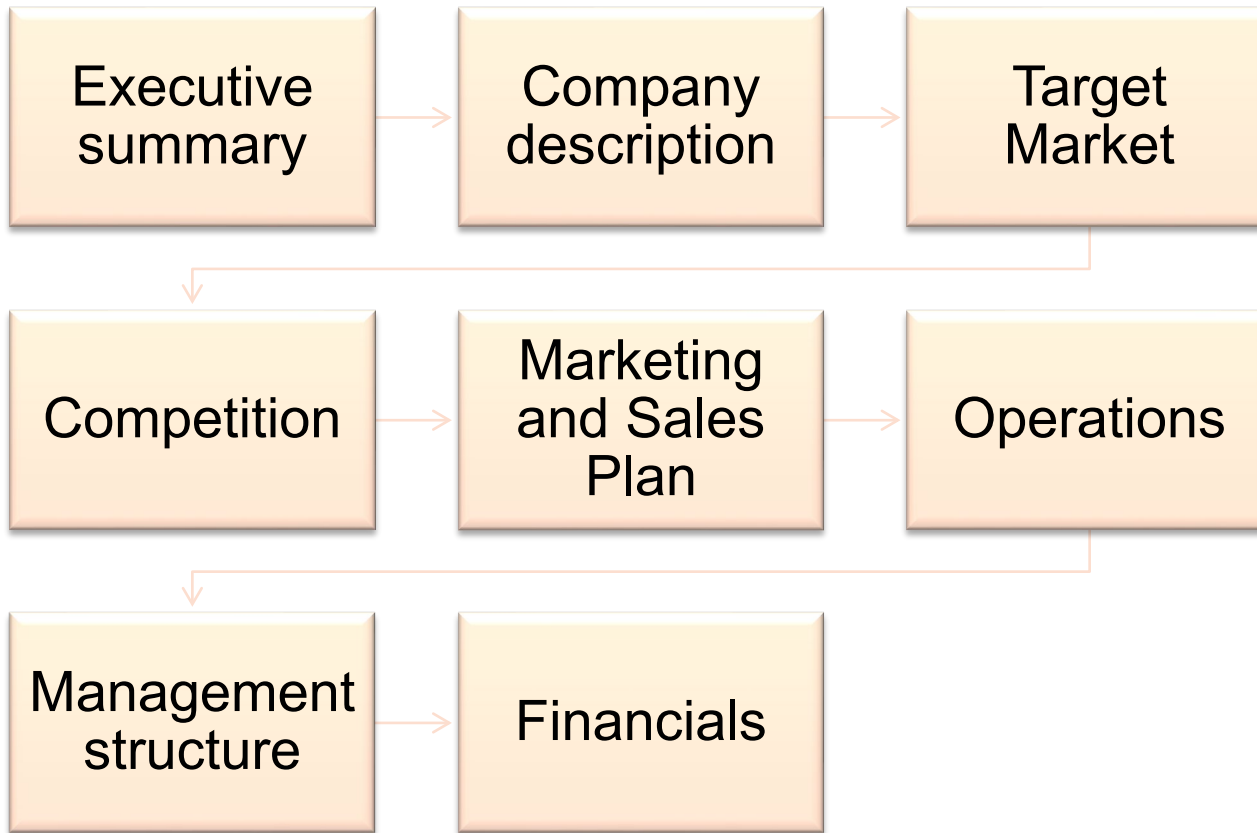 Executive
summary
Company
description
Target
Market
Competition
Marketing
and Sales
Plan
Operations
Management
structure
Financials